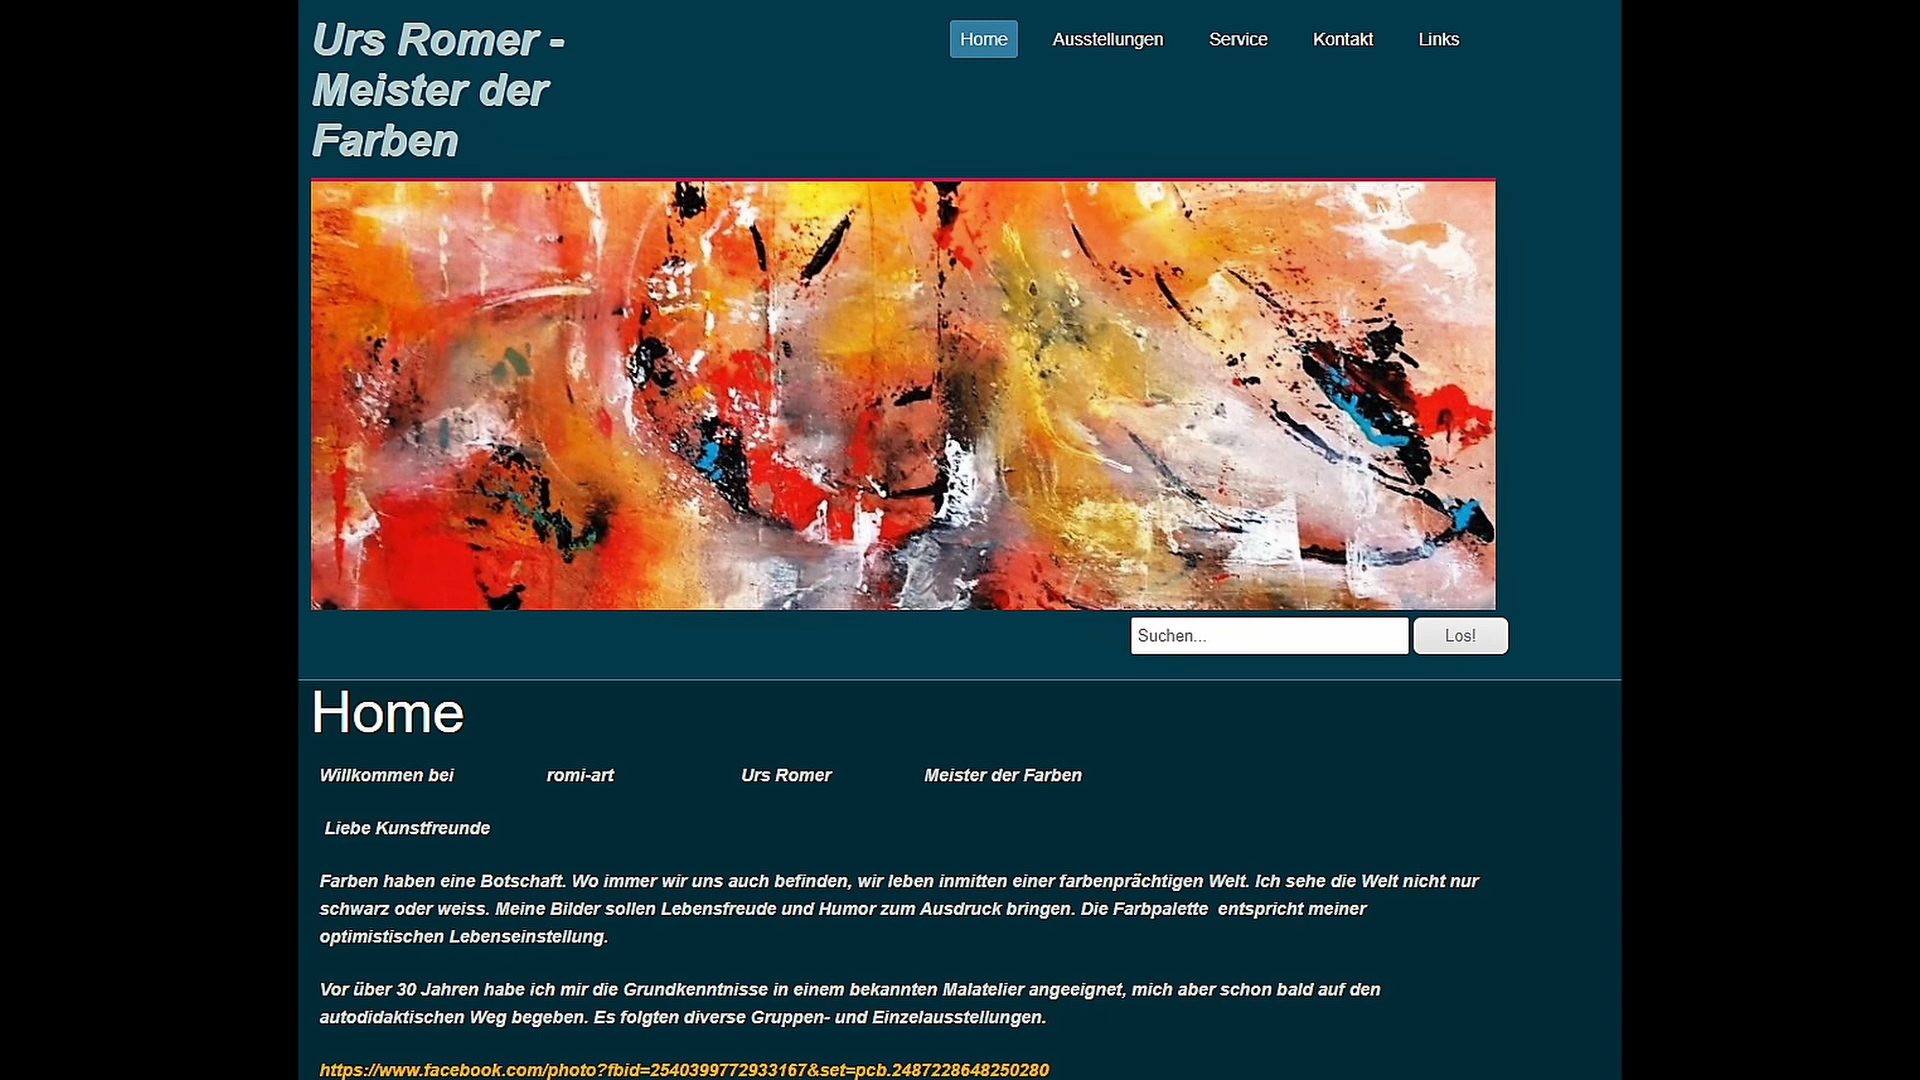 Urs Romer -
Meister der
Farben
Home Ausstellungen Service Kontakt Links
Suchen... Los!
Home
Willkommen bei romi-art Urs Romer Meister der Farben
Liebe Kunstfreunde
Farben haben eine Botschaft. Wo immer wir uns auch befinden, wir leben inmitten einer farbenprächtigen Welt. Ich sehe die Welt nicht nur
schwarz oder weiss. Meine Bilder sollen Lebensfreude und Humor zum Ausdruck bringen. Die Farbpalette entspricht meiner
optimistischen Lebenseinstellung.
Vor über 30 Jahren habe ich mir die Grundkenntnisse in einem bekannten Malatelier angeeignet, mich aber schon bald auf den
autodidaktischen Weg begeben. Es folgten diverse Gruppen- und Einzelausstellungen.
https://www.facebook.com/photo?fbid=2540399772933167&set=pcb.2487228648250280